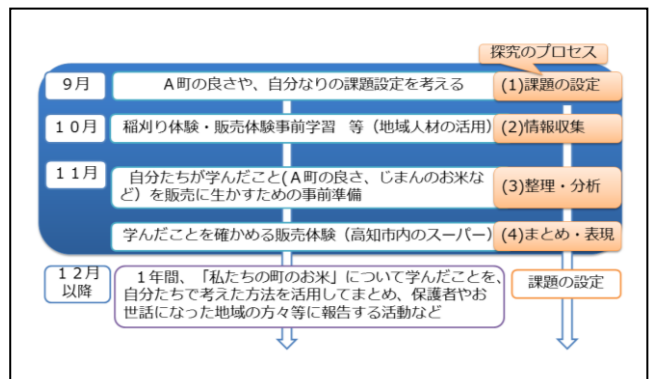 探究のプロセス
９月
Ａ町の良さや、自分なりの課題設定を考える
(1)課題の設定
１０月
稲刈り体験・販売体験事前学習　等（地域人材の活用）
(2)情報収集
１１月
自分たちが学んだこと(Ａ町の良さ、じまんのお米な
ど）を販売に生かすための事前準備
(3)整理・分析
学んだことを確かめる販売体験（高知市内のスーパー）
(4)まとめ・表現
１２月
以降
１年間、「私たちの町のお米」について学んだことを、
自分たちで考えた方法を活用してまとめ、保護者やお
世話になった地域の方々等に報告する活動など
課題の設定